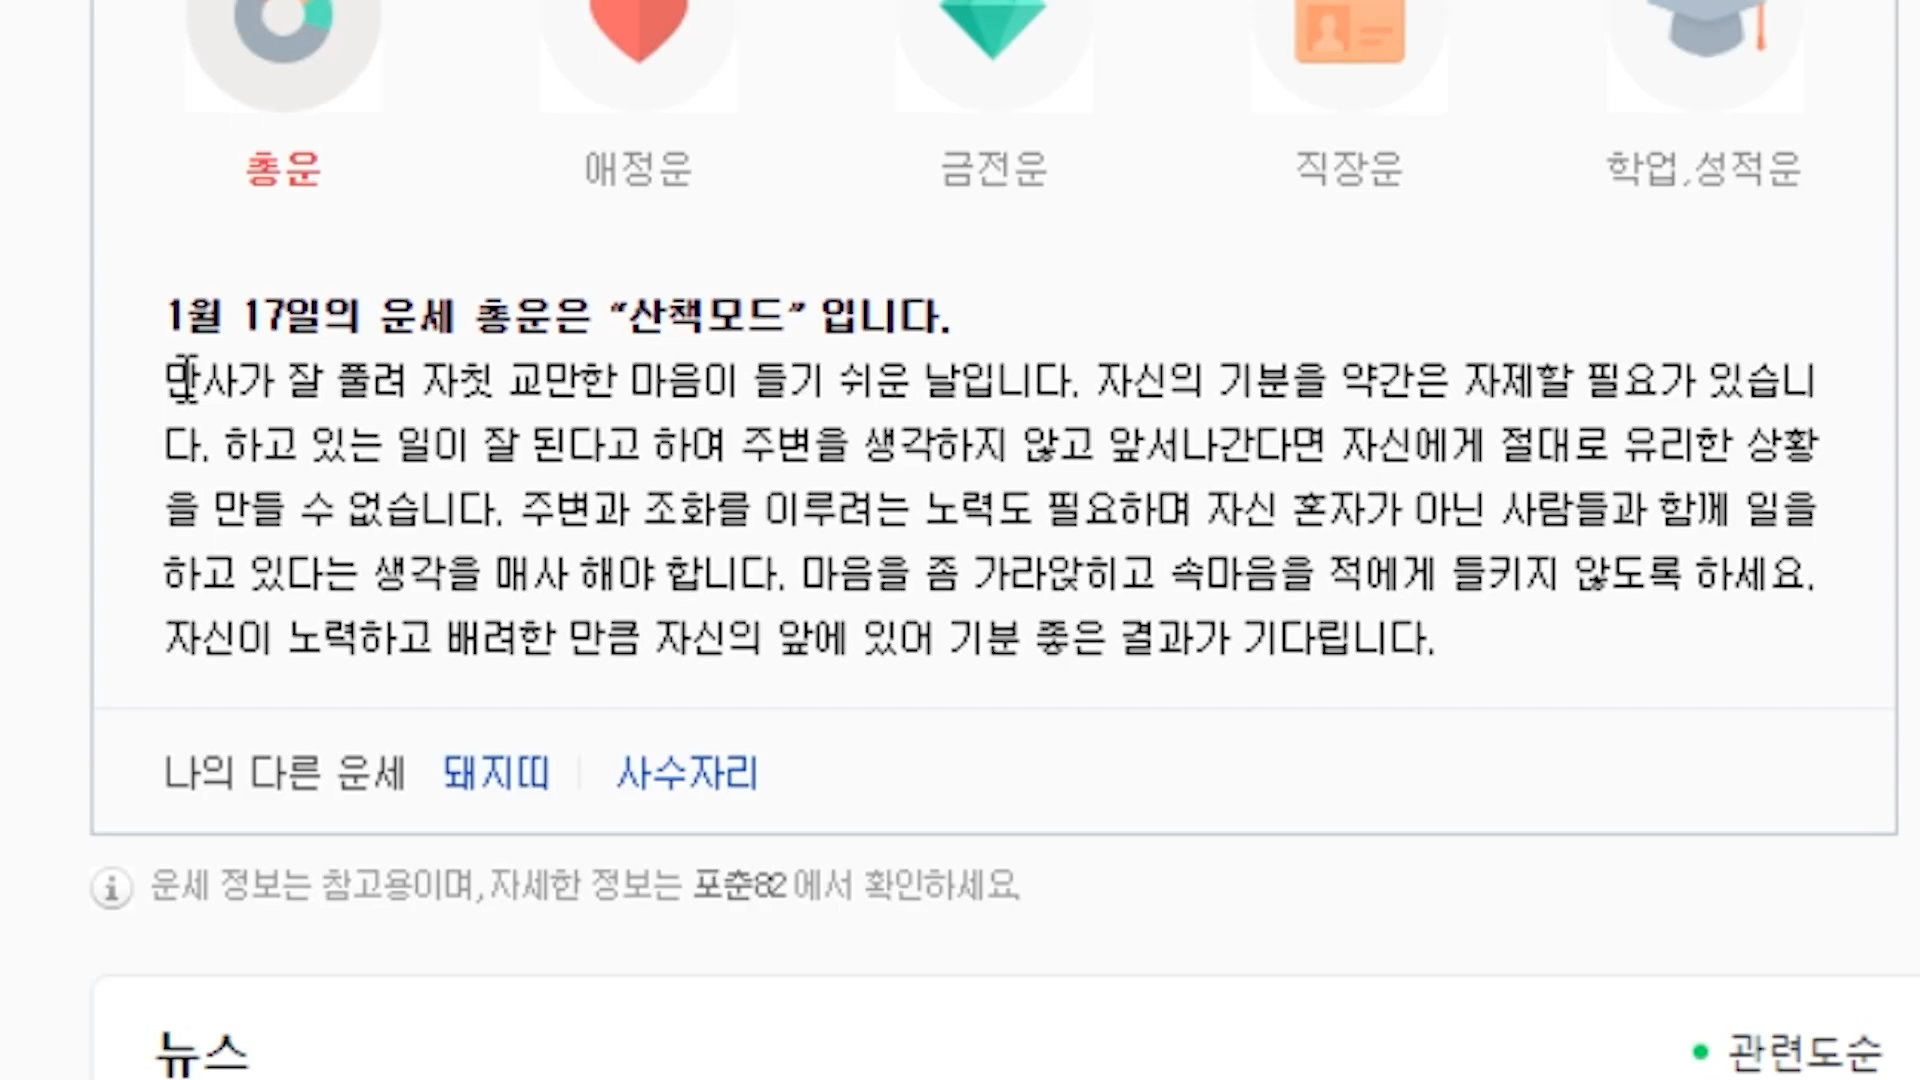 총운 애정운 금전운 직장운 학업,성적운
1월 17일의 운세 총운은 “산책모드” 입니다.
만사가 잘 풀려 자칫 교만한 마음이 들기 쉬운 날입니다. 자신의 기분을 약간은 자제할 필요가 있습니
다. 하고 있는 일이 잘 된다고 하여 주변을 생각하지 않고 앞서나간다면 자신에게 절대로 유리한 상황
을 만들 수 없습니다. 주변과 조화를 이루려는 노력도 필요하며 자신 혼자가 아닌 사람들과 함께 일을
하고 있다는 생각을 매사 해야 합니다. 마음을 좀 가라앉히고 속마음을 적에게 들키지 않도록 하세요.
자신이 노력하고 배려한 만큼 자신의 앞에 있어 기분 좋은 결과가 기다립니다.
나의 다른 운세 돼지띠 사수자리
운세 정보는 참고용이며, 자세한 정보는 포춘82 에서 확인하세요.
뉴스 관련도순